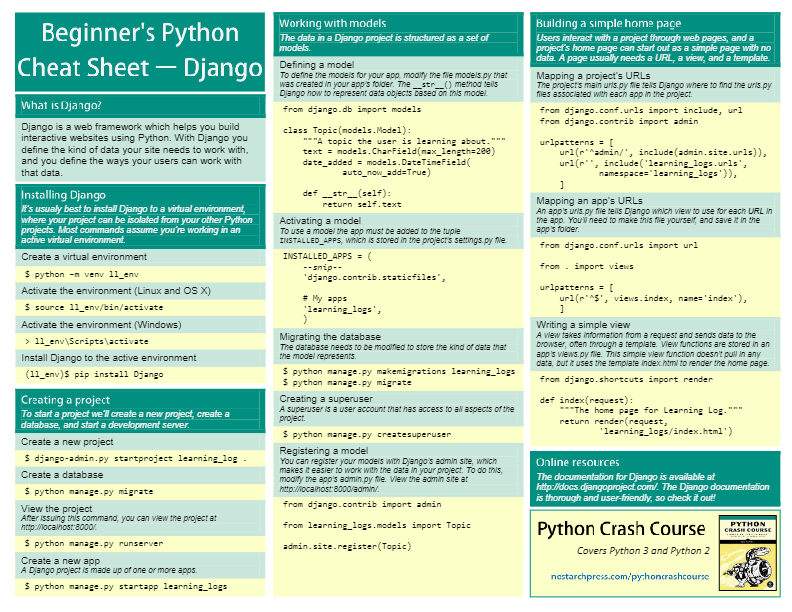 Beginner's Python
Cheat Sheet — Django
What is Django?
Django is a web framework which helps you build
interactive websites using Python. With Django you
define the kind of data your site needs to work with,
and you define the ways your users can work with
that data.
Installing Django
It's usualy best to install Django to a virtual environment,
where your project can be isolated from your other Python
projects. Most commands assume you're working in an
active virtual environment.
Create a virtual environment
$ python –m venv ll_env
Activate the environment (Linux and OS X)
$ source ll_env/bin/activate
Activate the environment (Windows)
> ll_env\Scripts\activate
Install Django to the active environment
(ll_env)$ pip install Django
Creating a project
To start a project we'll create a new project, create a
database, and start a development server.
Create a new project
$ django-admin.py startproject learning_log .
Create a database
$ python manage.py migrate
View the project
After issuing this command, you can view the project at
http://localhost:8000/.
$ python manage.py runserver
Create a new app
A Django project is made up of one or more apps.
$ python manage.py startapp learning_logs
Working with models
The data in a Django project is structured as a set of
models.
Defining a model
To define the models for your app, modify the file models.py that
was created in your app's folder. The __str__() method tells
Django how to represent data objects based on this model.
from django.db import models
class Topic(models.Model):
"""A topic the user is learning about."""
text = models.CharField(max_length=200)
date_added = models.DateTimeField(
auto_now_add=True)
def __str__(self):
return self.text
Activating a model
To use a model the app must be added to the tuple
INSTALLED_APPS, which is stored in the project's settings.py file.
INSTALLED_APPS = (
--snip--
'django.contrib.staticfiles',
# My apps
'learning_logs',
)
Migrating the database
The database needs to be modified to store the kind of data that
the model represents.
$ python manage.py makemigrations learning_logs
$ python manage.py migrate
Creating a superuser
A superuser is a user account that has access to all aspects of the
project.
$ python manage.py createsuperuser
Registering a model
You can register your models with Django's admin site, which
makes it easier to work with the data in your project. To do this,
modify the app's admin.py file. View the admin site at
http://localhost:8000/admin/.
from django.contrib import admin
from learning_logs.models import Topic
admin.site.register(Topic)
Building a simple home page
Users interact with a project through web pages, and a
project's home page can start out as a simple page with no
data. A page usually needs a URL, a view, and a template.
Mapping a project's URLs
The project's main urls.py file tells Django where to find the urls.py
files associated with each app in the project.
from django.conf.urls import include, url
from django.contrib import admin
urlpatterns = [
url(r'^admin/', include(admin.site.urls)),
url(r'', include('learning_logs.urls',
namespace='learning_logs')),
]
Mapping an app's URLs
An app's urls.py file tells Django which view to use for each URL in
the app. You'll need to make this file yourself, and save it in the
app's folder.
from django.conf.urls import url
from . import views
urlpatterns = [
url(r'^$', views.index, name='index'),
]
Writing a simple view
A view takes information from a request and sends data to the
browser, often through a template. View functions are stored in an
app's views.py file. This simple view function doesn't pull in any
data, but it uses the template index.html to render the home page.
from django.shortcuts import render
def index(request):
"""The home page for Learning Log."""
return render(request,
'learning_logs/index.html')
Online resources
The documentation for Django is available at
http://docs.djangoproject.com/. The Django documentation
is thorough and user-friendly, so check it out!
Python Crash Course
Covers Python 3 and Python 2
nostarchpress.com/pythoncrashcourse
PYTHON
CRASH COURSE